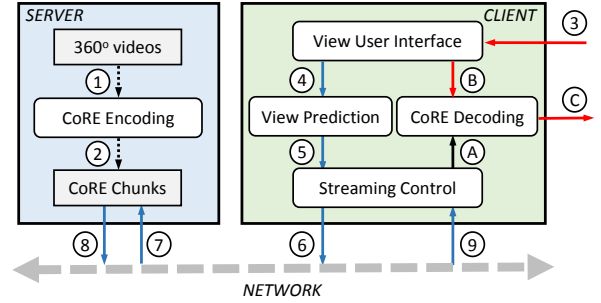 SERVER
CLIENT
360° videos
View User Interface
3
1
4
B
C
CoRE Encoding
View Prediction
CoRE Decoding
2
5
A
CoRE Chunks
Streaming Control
8
7
6
9
NETWORK